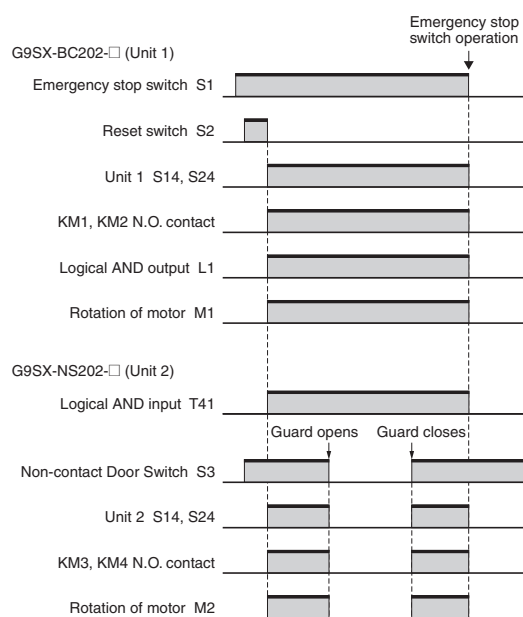 Emergency stop
switch operation
G9SX-BC202-□ (Unit 1)
Emergency stop switch S1
Reset switch S2
Unit 1 S14, S24
KM1, KM2 N.O. contact
Logical AND output L1
Rotation of motor M1
G9SX-NS202-□ (Unit 2)
Logical AND input T41
Guard opens Guard closes
Non-contact Door Switch S3
Unit 2 S14, S24
KM3, KM4 N.O. contact
Rotation of motor M2